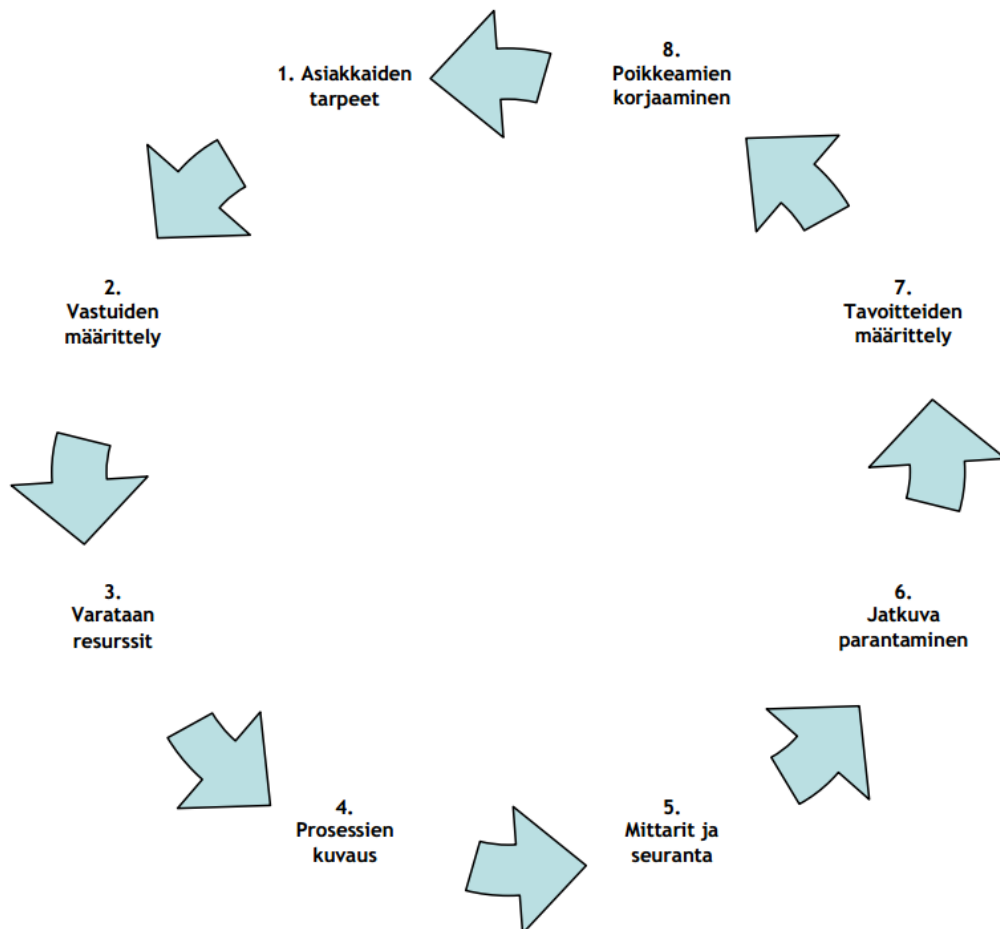 1. Asiakkaiden
tarpeet
2.
Vastuiden
määrittely
3.
Varataan
resurssit
4.
Prosessien
kuvaus
5.
Mittarit ja
seuranta
6.
Jatkuva
parantaminen
7.
Tavoitteiden
määrittely
8.
Poikkeamien
korjaaminen